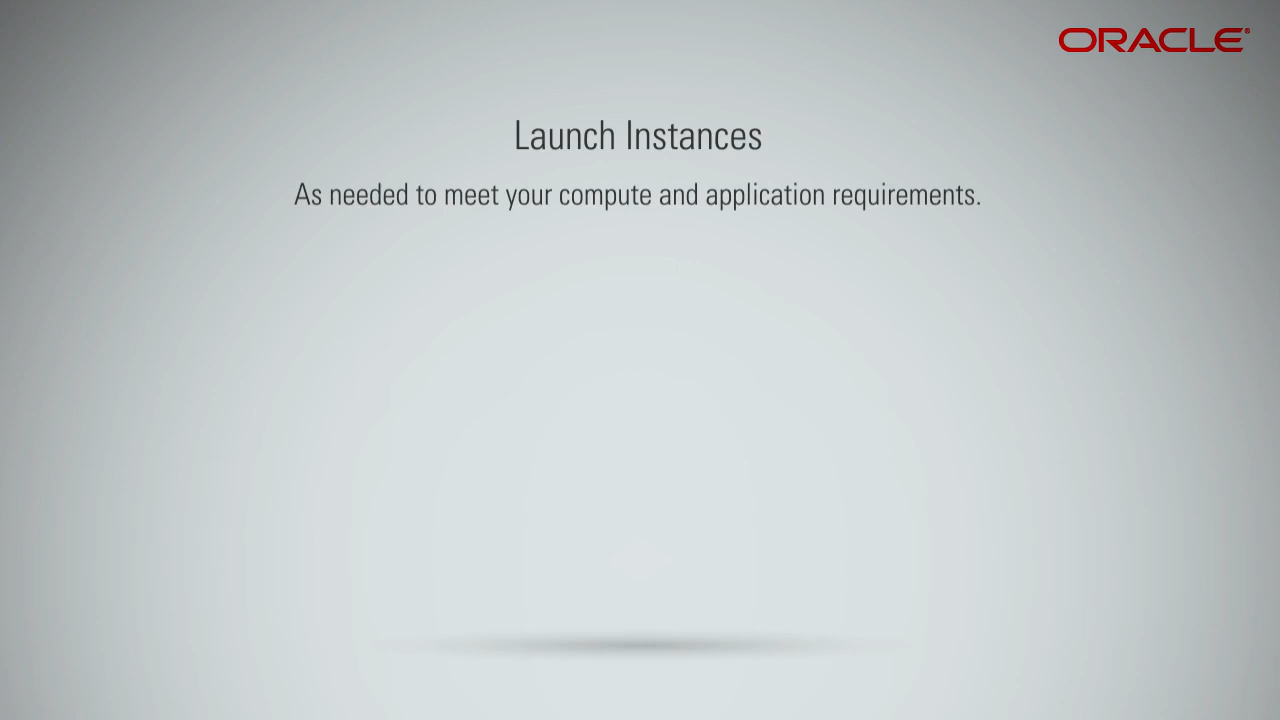 ORACLE®
Launch Instances
As needed to meet your compute and application requirements.